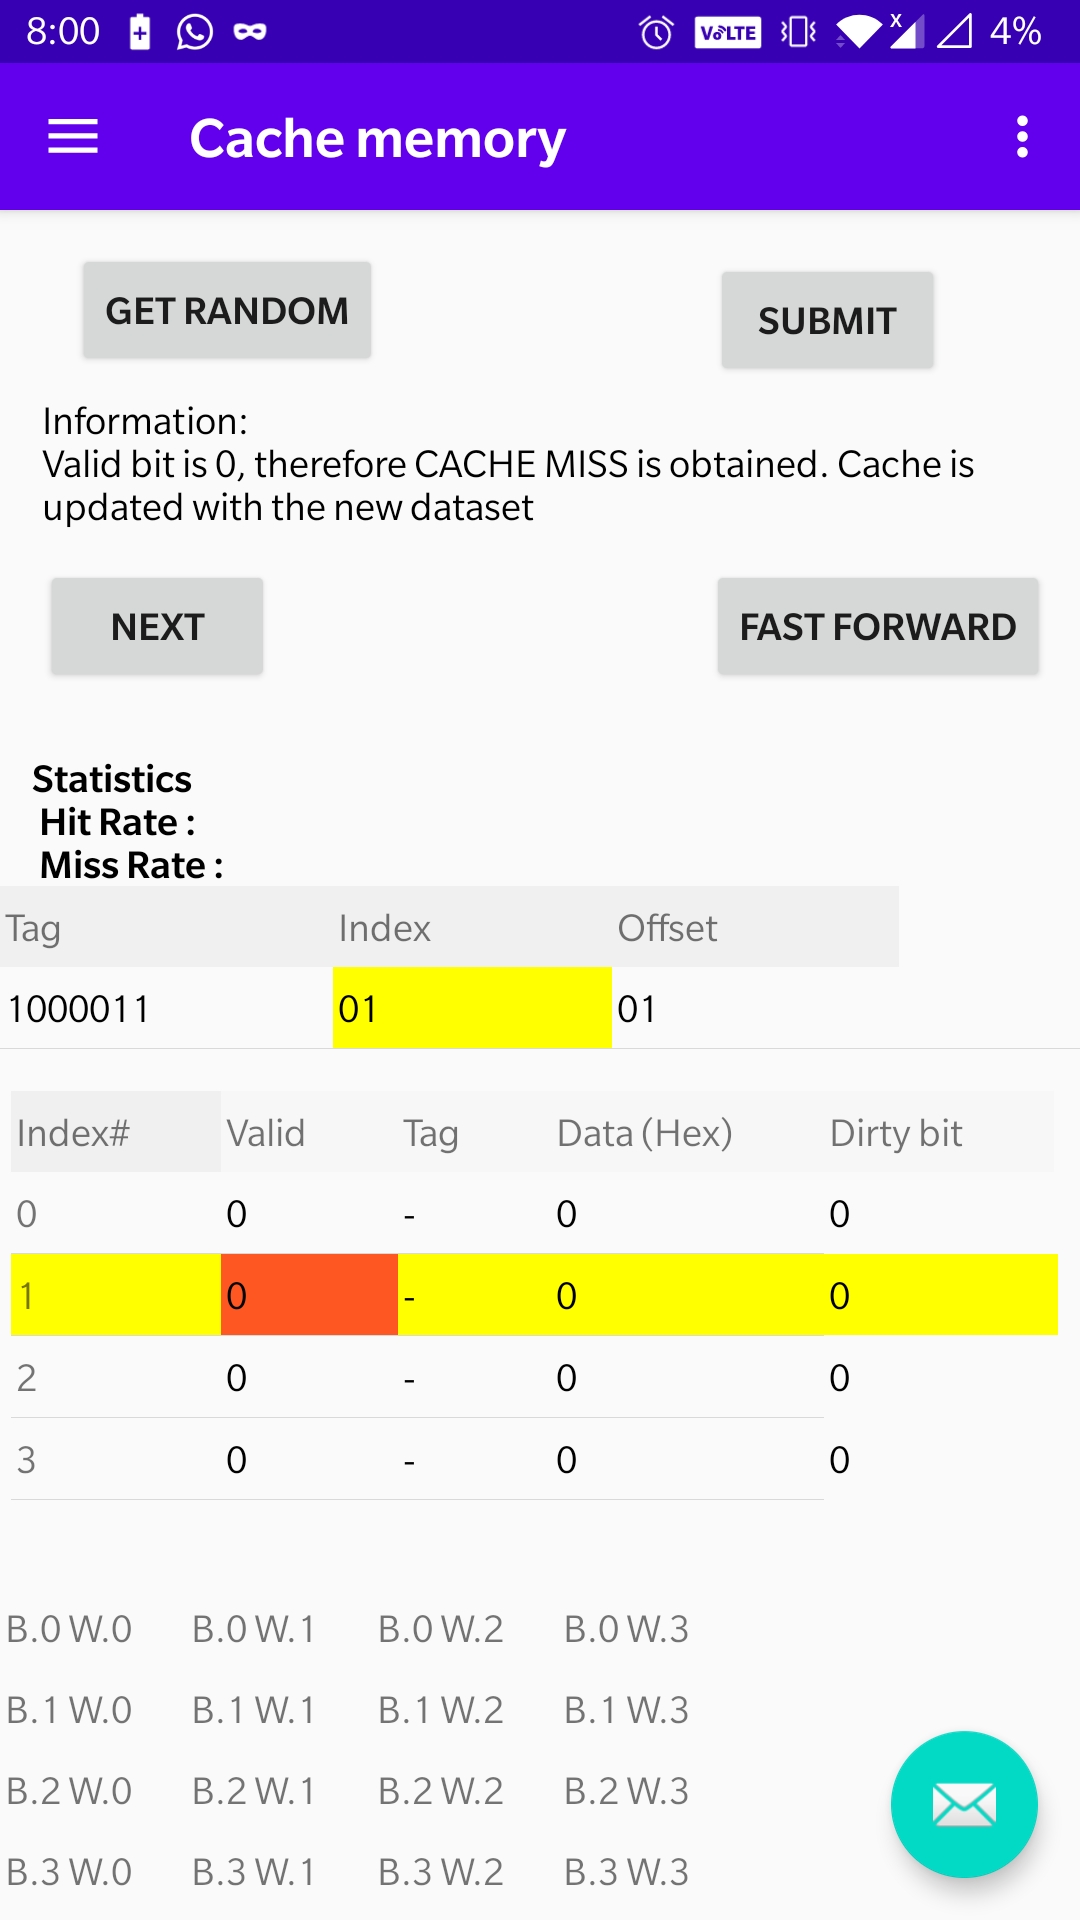 8:00 VoLTE X 4%
Cache memory
GET RANDOM SUBMIT
Information:
Valid bit is 0, therefore CACHE MISS is obtained. Cache is
updated with the new dataset
NEXT FAST FORWARD
Statistics
Hit Rate :
Miss Rate :
Tag Index Offset
1000011 01 01
Index# Valid Tag Data (Hex) Dirty bit
0 0 - 0 0
1 0 - 0 0
2 0 - 0 0
3 0 - 0 0
B.0 W.0 B.0 W.1 B.0 W.2 B.0 W.3
B.1 W.0 B.1 W.1 B.1 W.2 B.1 W.3
B.2 W.0 B.2 W.1 B.2 W.2 B.2 W.3
B.3 W.0 B.3 W.1 B.3 W.2 B.3 W.3